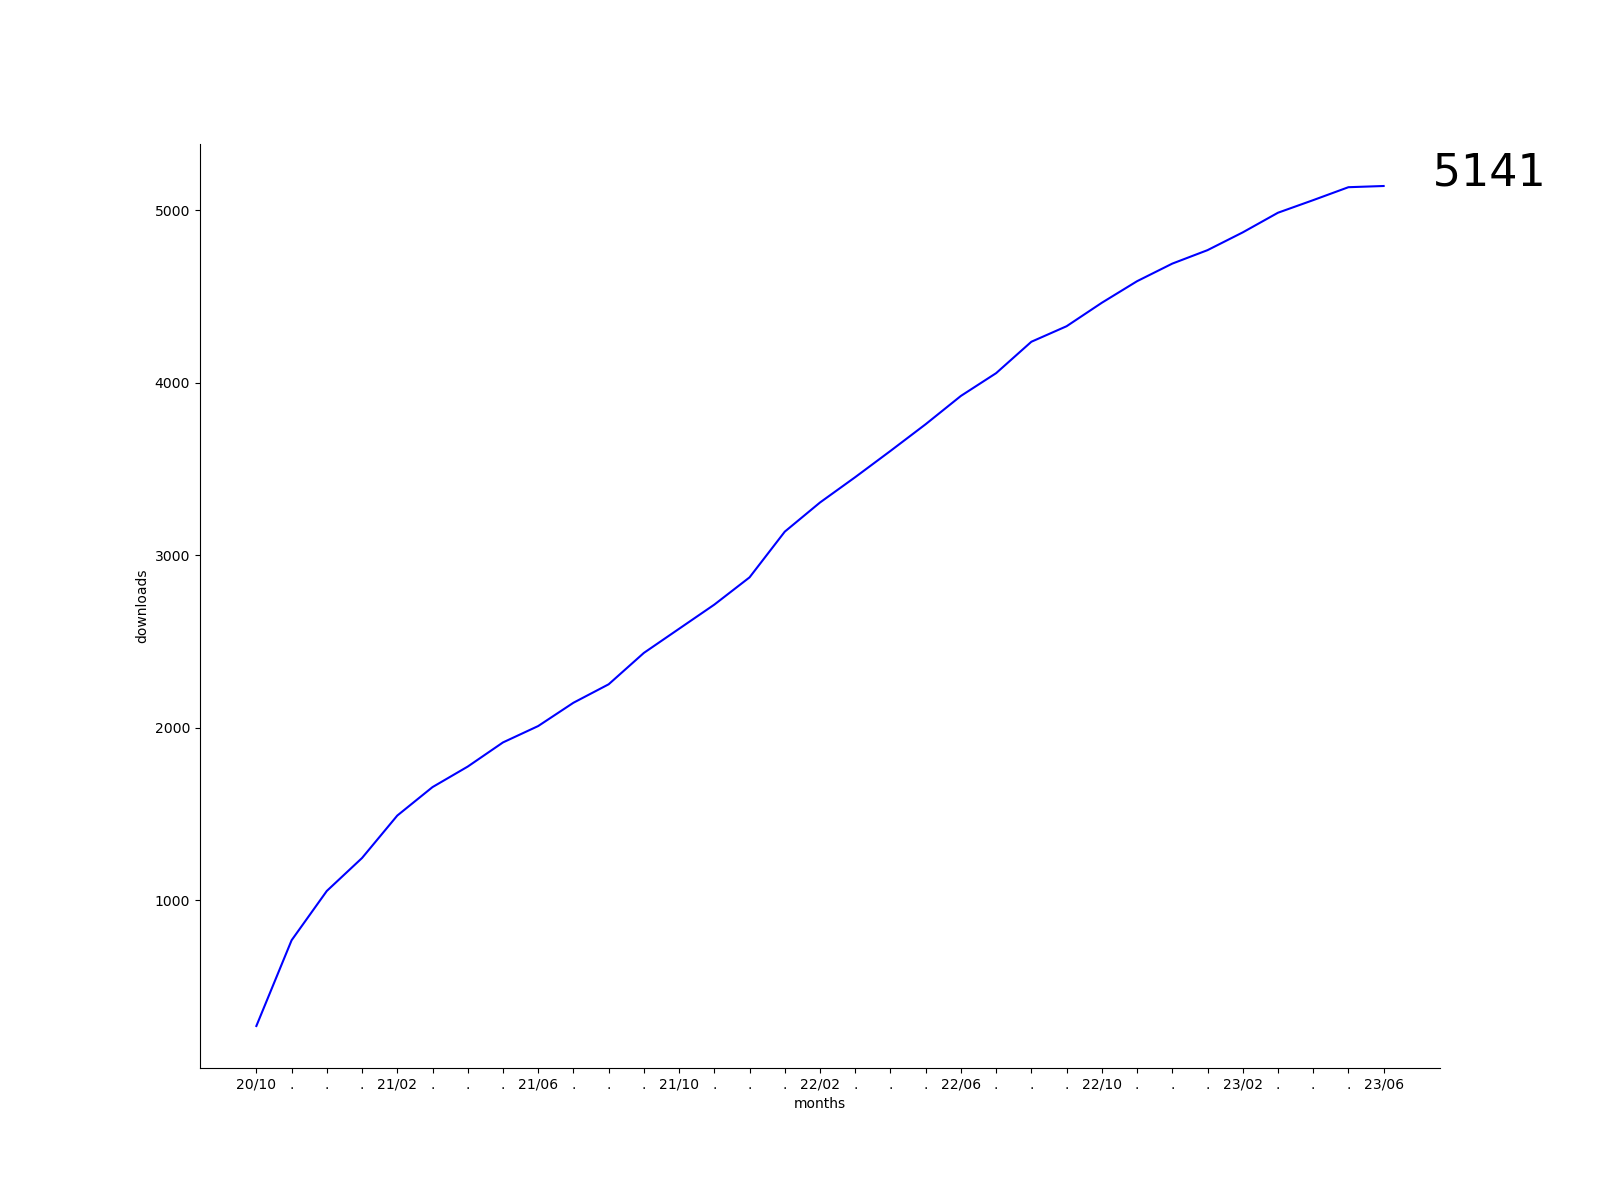 5141
5000
4000
3000
2000
1000
downloads
20/10 . . . 21/02 . . . 21/06 . . . 21/10 . . . 22/02 . . . 22/06 . . . 22/10 . . . 23/02 . . . 23/06
months